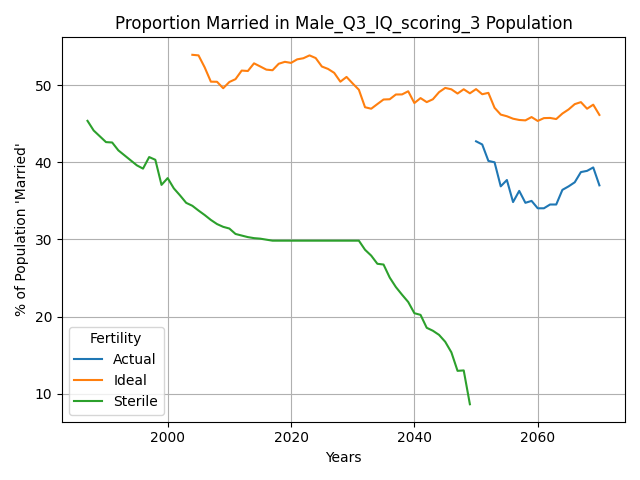 Proportion Married in Male_Q3_IQ_scoring_3 Population
% of Population 'Married'
50
40
30
20
10
Fertility
Actual
Ideal
Sterile
2000 2020 2040 2060
Years